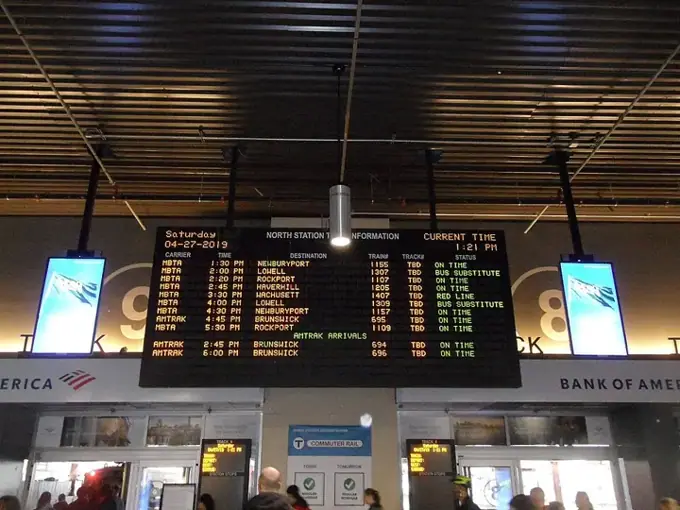 Saturday NORTH STATION TRAIN INFORMATION CURRENT TIME
04-27-2019 1:21 PM
CARRIER TIME DESTINATION TRAIN# TRACK# STATUS
MBTA 1:30 PM NEWBURYPORT 1155 TBD ON TIME
MBTA 2:00 PM LOWELL 1307 TBD BUS SUBSTITUTE
MBTA 2:20 PM ROCKPORT 1107 TBD ON TIME
MBTA 2:45 PM HAVERHILL 1205 TBD ON TIME
MBTA 3:30 PM WACHUSETT 1407 TBD RED LINE
MBTA 4:00 PM LOWELL 1309 TBD BUS SUBSTITUTE
MBTA 4:30 PM NEWBURYPORT 1157 TBD ON TIME
AMTRAK 4:45 PM BRUNSWICK 695 TBD ON TIME
MBTA 5:30 PM ROCKPORT 1109 TBD ON TIME
AMTRAK ARRIVALS
AMTRAK 2:45 PM BRUNSWICK 694 TBD ON TIME
AMTRAK 6:00 PM BRUNSWICK 696 TBD ON TIME
9
8
CK
AMERICA
BANK OF AMER
T
COMMUTER RAIL
TODAY TOMORROW